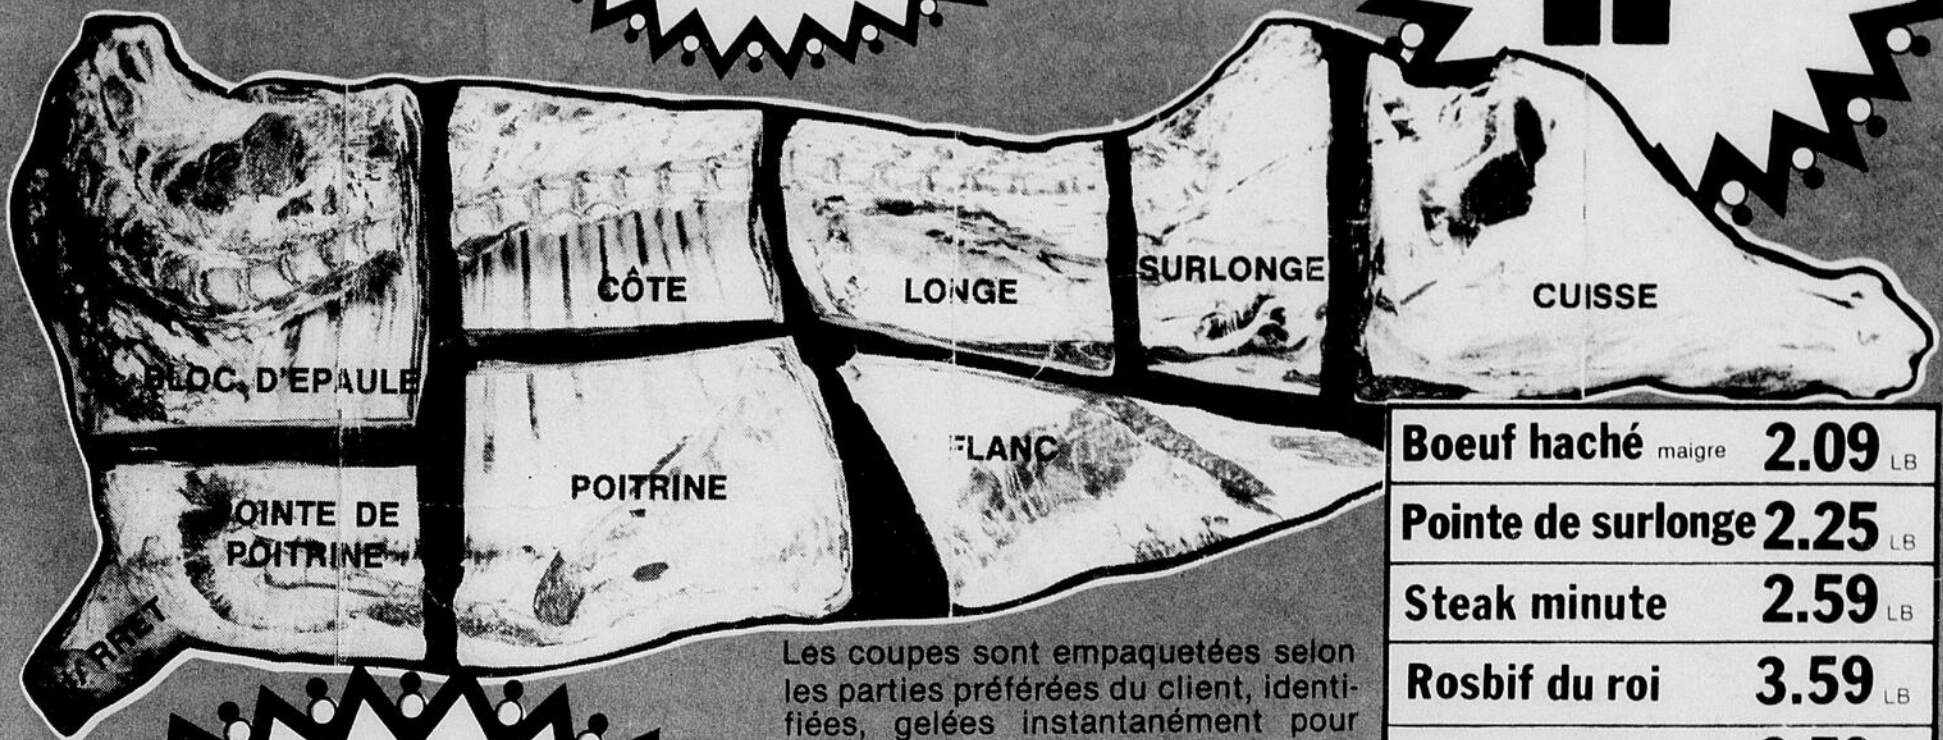 CÔTE
LONGE
SURLONGE
CUISSE
BLOC D'EPAULE
POITRINE
FLANC
POINTE DE
POITRINE
JARRET
Boeuf haché maigre 2.09 LB
Pointe de surlonge 2.25 LB
Steak minute 2.59 LB
Rosbif du roi 3.59 LB
Les coupes sont empaquetées selon
les parties préférées du client, identi-
fiées, gelées instantanément pour